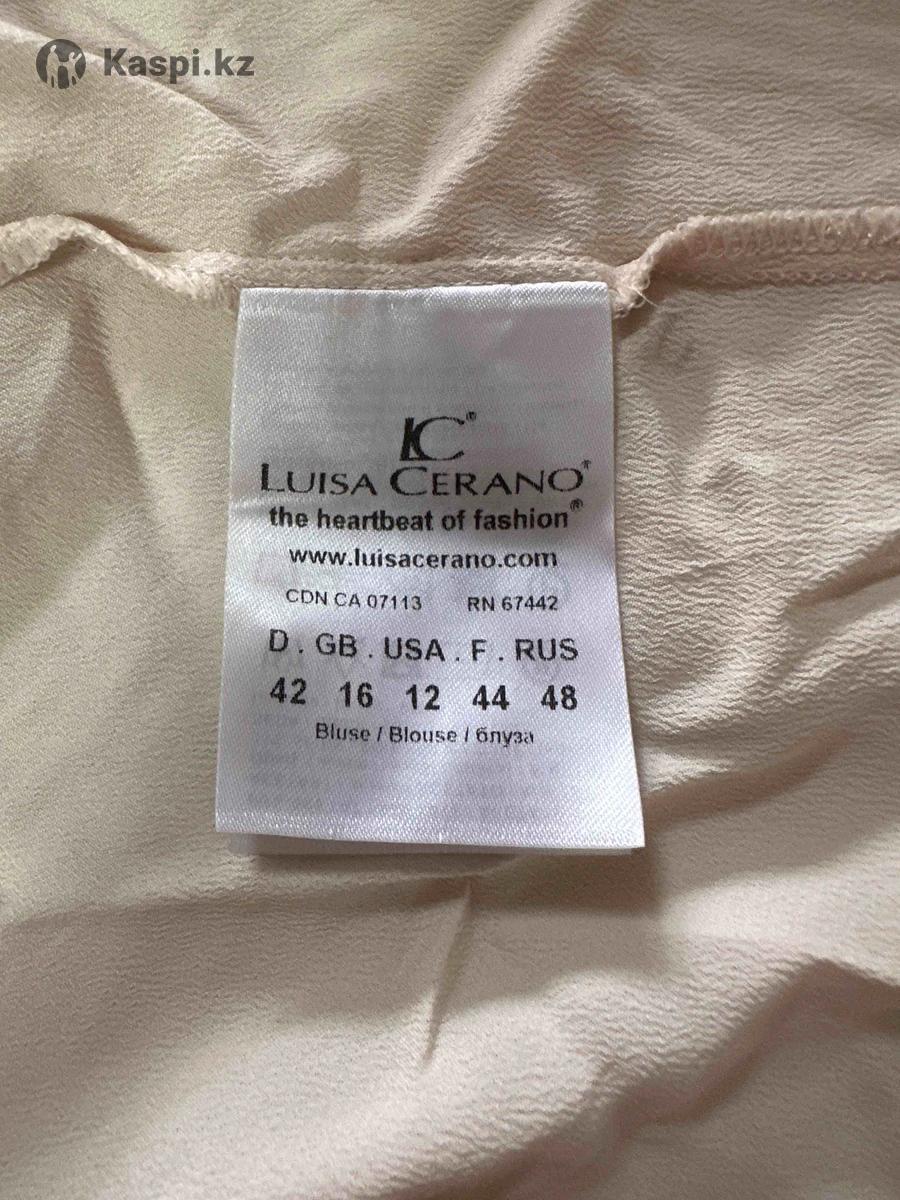 Kaspi.kz
LC®
LUISA CERANO®
the heartbeat of fashion®
www.luisacerano.com
CDN CA 07113 RN 67442
D . GB . USA . F . RUS
42 16 12 44 48
Bluse / Blouse / блуза